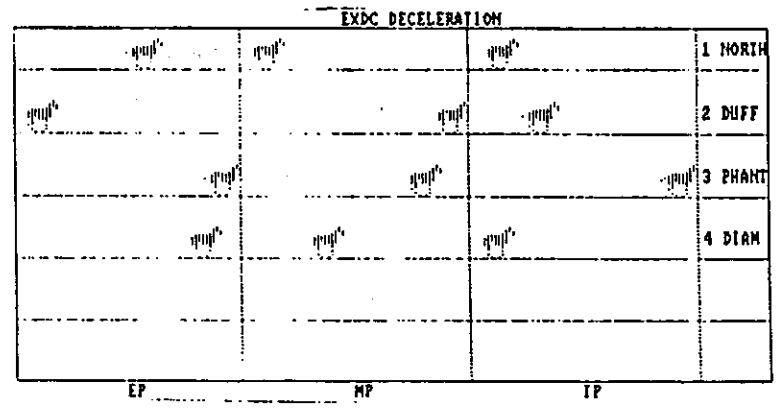 EXDC DECELERATION
1 NORTH
2 DUFF
3 PHANT
4 DIAM
EP MP IP